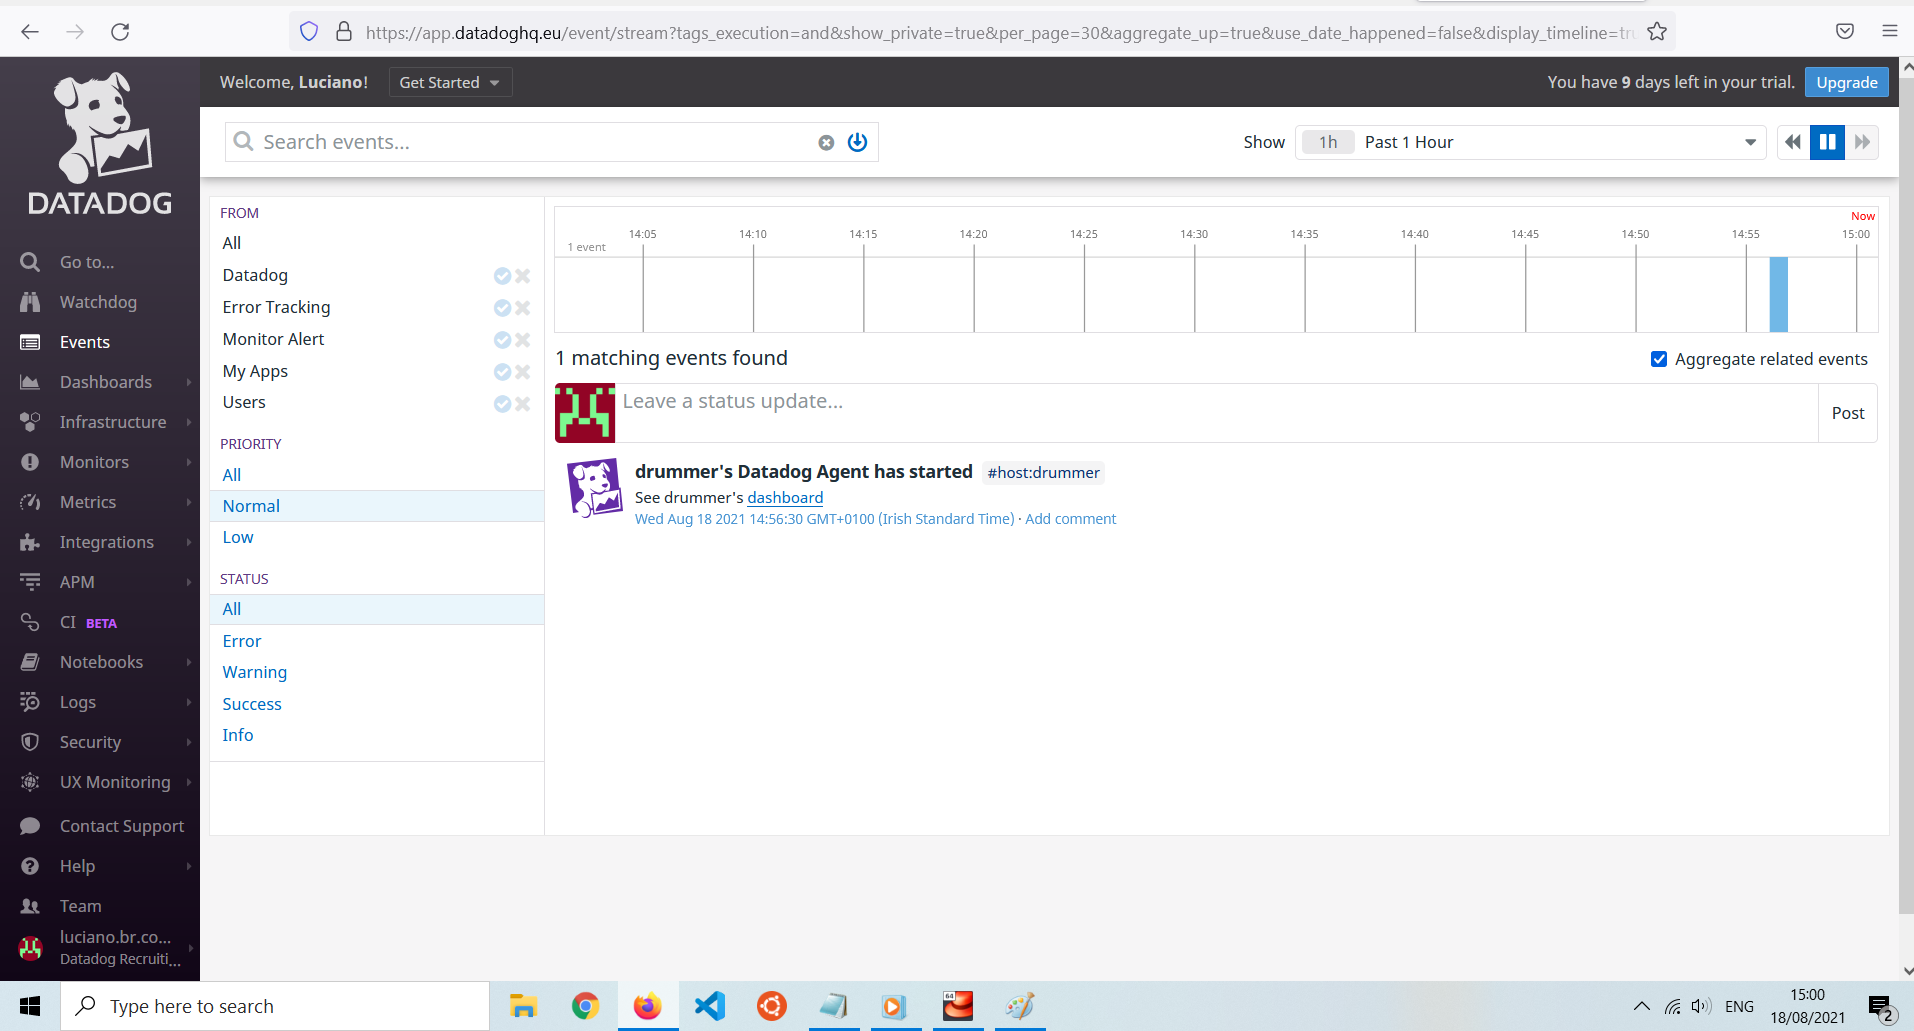 https://app.datadoghq.eu/event/stream?tags_execution=and&show_private=true&per_page=30&aggregate_up=true&use_date_happened=false&display_timeline=tru
DATADOG
Welcome, Luciano!
Get Started
You have 9 days left in your trial.
Upgrade
Search events...
Show
1h
Past 1 Hour
Go to...
Watchdog
Events
Dashboards
Infrastructure
Monitors
Metrics
Integrations
APM
CI BETA
Notebooks
Logs
Security
UX Monitoring
Contact Support
Help
Team
luciano.br.co...
Datadog Recruiti...
FROM
All
Datadog
Error Tracking
Monitor Alert
My Apps
Users
PRIORITY
All
Normal
Low
STATUS
All
Error
Warning
Success
Info
Now
14:05 14:10 14:15 14:20 14:25 14:30 14:35 14:40 14:45 14:50 14:55 15:00
1 event
1 matching events found
Aggregate related events
Leave a status update...
Post
drummer's Datadog Agent has started #host:drummer
See drummer's dashboard
Wed Aug 18 2021 14:56:30 GMT+0100 (Irish Standard Time) · Add comment
Type here to search
64
ENG
15:00
18/08/2021
2